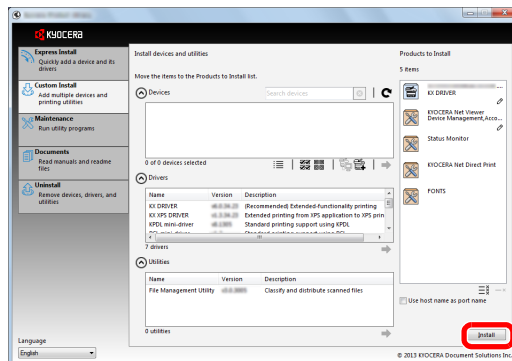 KYOCERA
Express Install
Quickly add a device and its
drivers
Custom Install
Add multiple devices and
printing utilities
Maintenance
Run utility programs
Documents
Read manuals and readme
files
Uninstall
Remove devices, drivers, and
utilities
Language
English
Install devices and utilities
Move the items to the Products to Install list.
Devices
Search devices
0 of 0 devices selected
Drivers
Name Version Description
KX DRIVER (Recommended) Extended-functionality printing
KX XPS DRIVER Extended printing from XPS application to XPS prin
KPDL mini-driver Standard printing support using KPDL
7 drivers
Utilities
Name Version Description
File Management Utility Classify and distribute scanned files
0 utilities
Products to Install
5 items
...
KX DRIVER
KYOCERA Net Viewer
Device Management,Acco...
Status Monitor
KYOCERA Net Direct Print
FONTS
Use host name as port name
Install
© 2013 KYOCERA Document Solutions Inc.